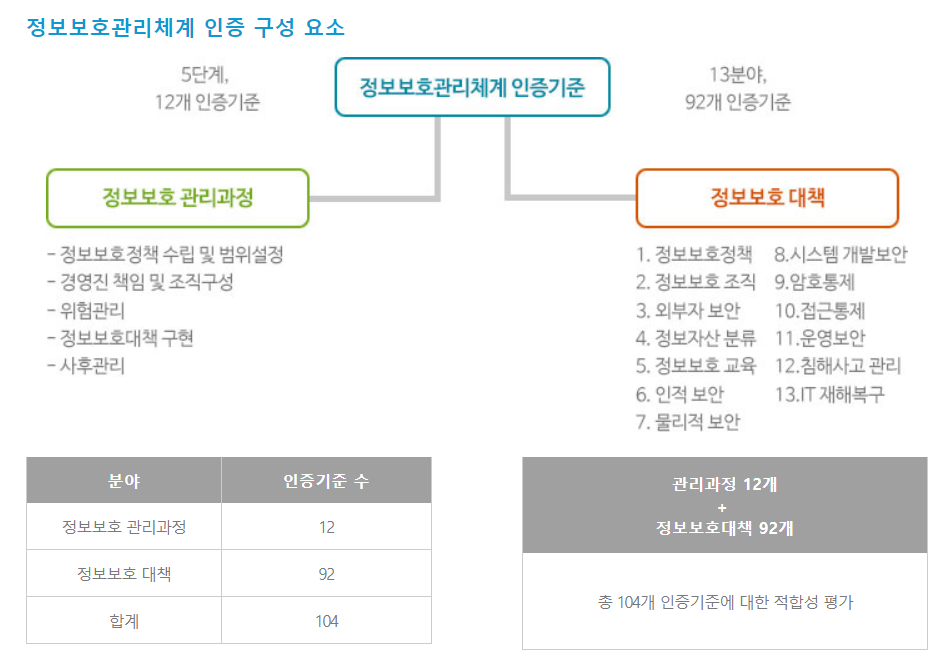 정보보호관리체계 인증 구성 요소
5단계,
12개 인증기준
정보보호관리체계 인증기준
13분야,
92개 인증기준
정보보호 관리과정
- 정보보호정책 수립 및 범위설정
- 경영진 책임 및 조직구성
- 위험관리
- 정보보호대책 구현
- 사후관리
정보보호 대책
1. 정보보호정책
2. 정보보호 조직
3. 외부자 보안
4. 정보자산 분류
5. 정보보호 교육
6. 인적 보안
7. 물리적 보안
8.시스템 개발보안
9.암호통제
10.접근통제
11.운영보안
12.침해사고 관리
13.IT 재해복구
분야 인증기준 수
정보보호 관리과정 12
정보보호 대책 92
합계 104
관리과정 12개
+
정보보호대책 92개
총 104개 인증기준에 대한 적합성 평가